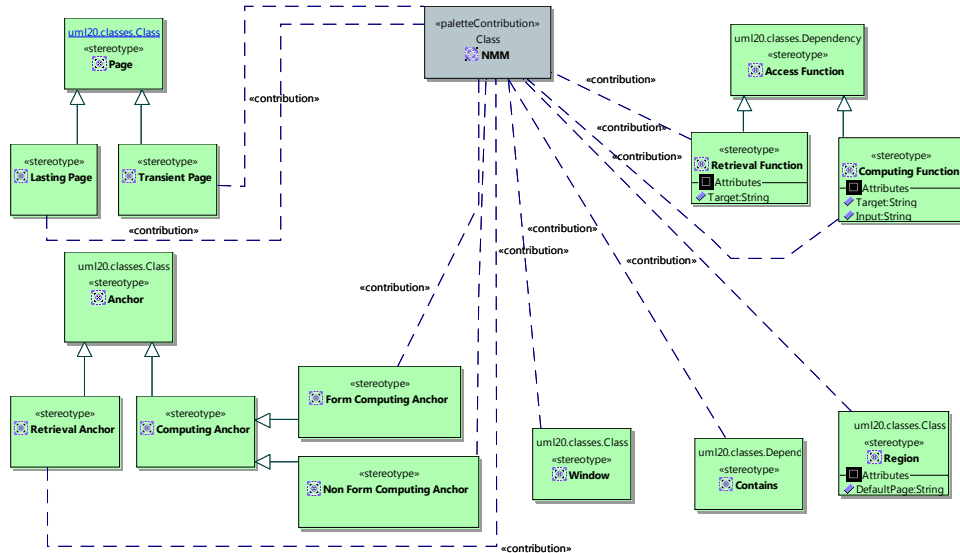 «paletteContribution»
Class
NMM
uml20.classes.Class
«stereotype»
Page
uml20.classes.Dependency
«stereotype»
Access Function
«contribution»
«contribution»
«contribution»
«stereotype»
Lasting Page
«stereotype»
Transient Page
«stereotype»
Retrieval Function
Attributes
Target:String
«stereotype»
Computing Function
Attributes
Target:String
Input:String
«contribution»
«contribution»
«contribution»
«contribution»
«contribution»
uml20.classes.Class
«stereotype»
Anchor
«stereotype»
Retrieval Anchor
«stereotype»
Computing Anchor
«stereotype»
Form Computing Anchor
«stereotype»
Non Form Computing Anchor
uml20.classes.Class
«stereotype»
Window
uml20.classes.Depend
«stereotype»
Contains
uml20.classes.Class
«stereotype»
Region
Attributes
DefaultPage:String
«contribution»